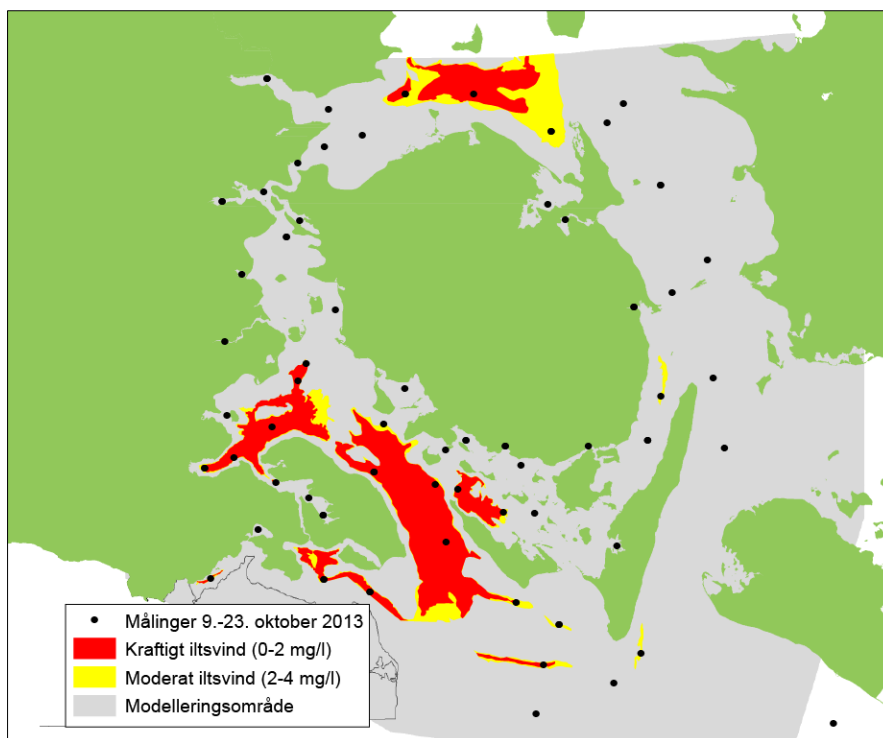 Målinger 9.-23. oktober 2013
Kraftigt iltsvind (0-2 mg/l)
Moderat iltsvind (2-4 mg/l)
Modelleringsområde